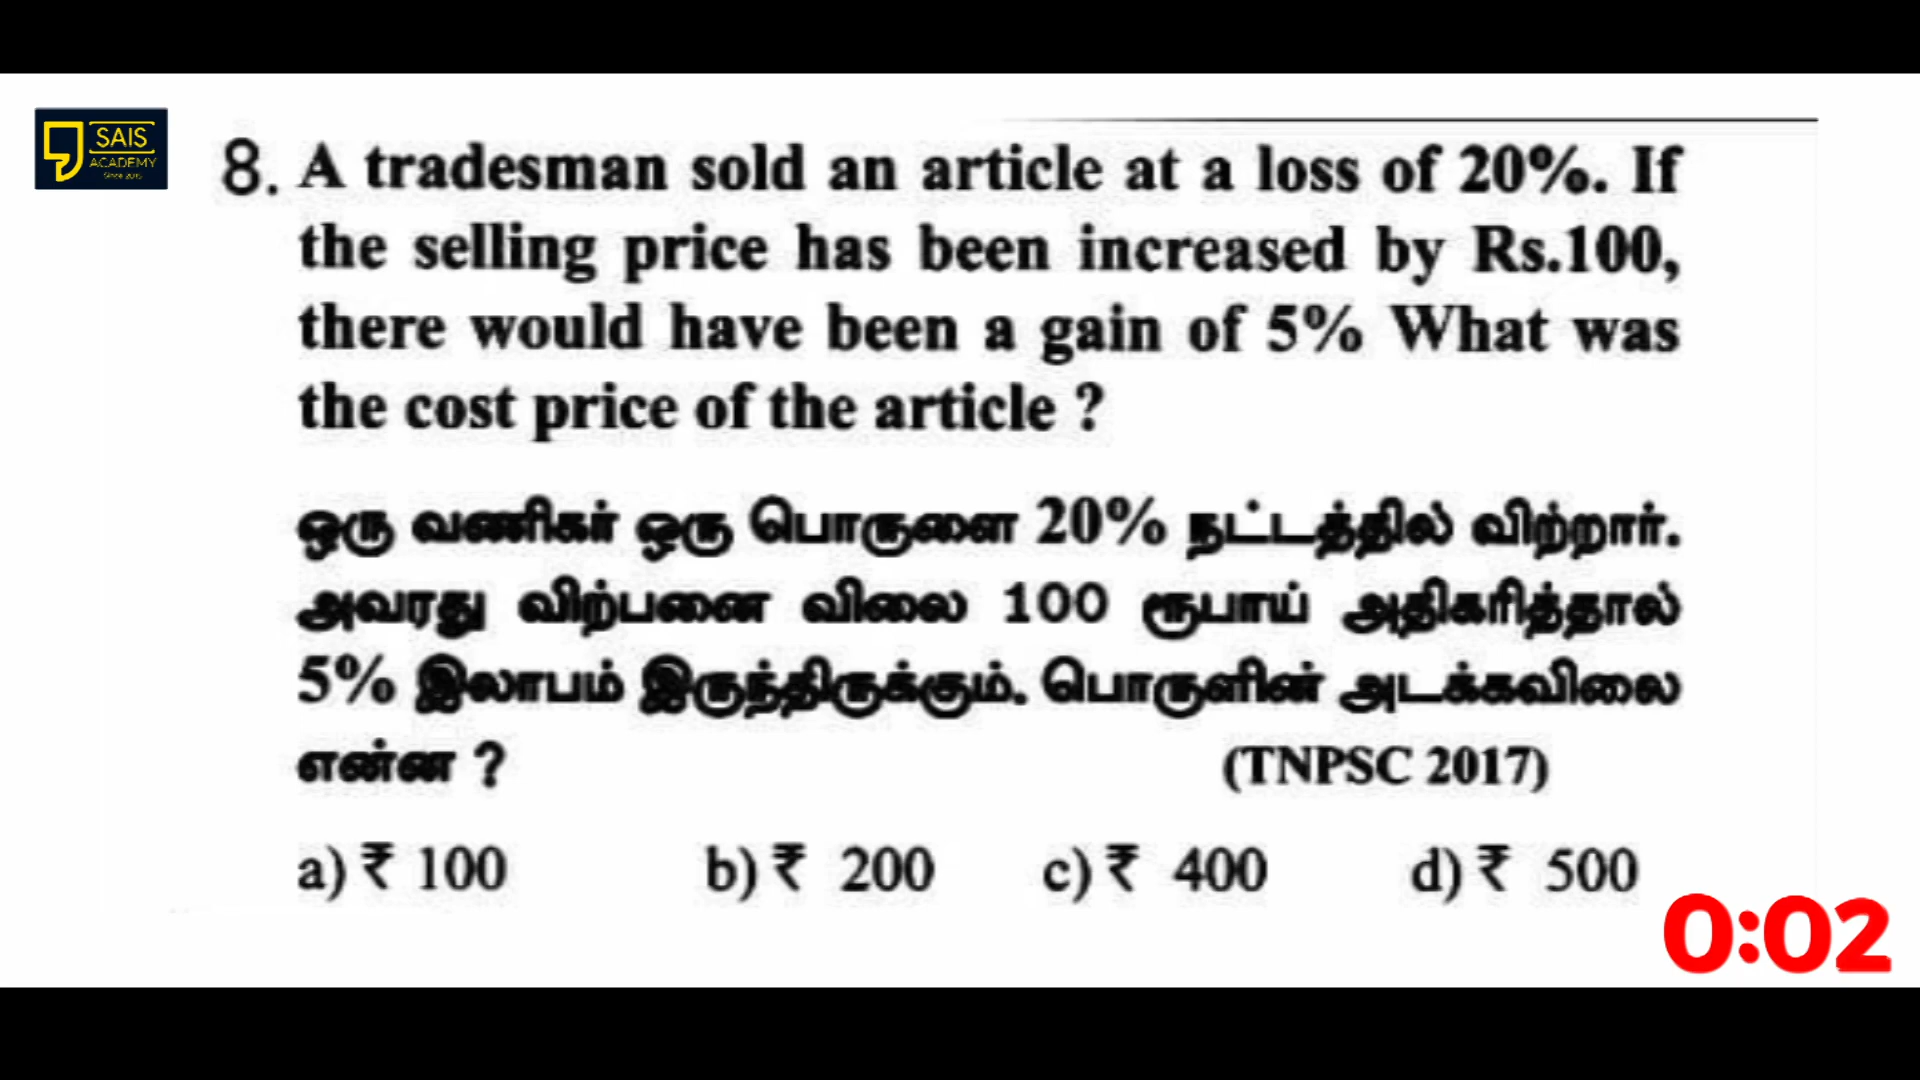 SAIS
ACADEMY
Since 2015
8. A tradesman sold an article at a loss of 20%. If
the selling price has been increased by Rs.100,
there would have been a gain of 5% What was
the cost price of the article ?
ஒரு வணிகர் ஒரு பொருளை 20% நட்டத்தில் விற்றார்.
அவரது விற்பனை விலை 100 ரூபாய் அதிகரித்தால்
5% இலாபம் இருந்திருக்கும். பொருளின் அடக்கவிலை
என்ன ? (TNPSC 2017)
a) ₹ 100 b) ₹ 200 c) ₹ 400 d) ₹ 500
0:02